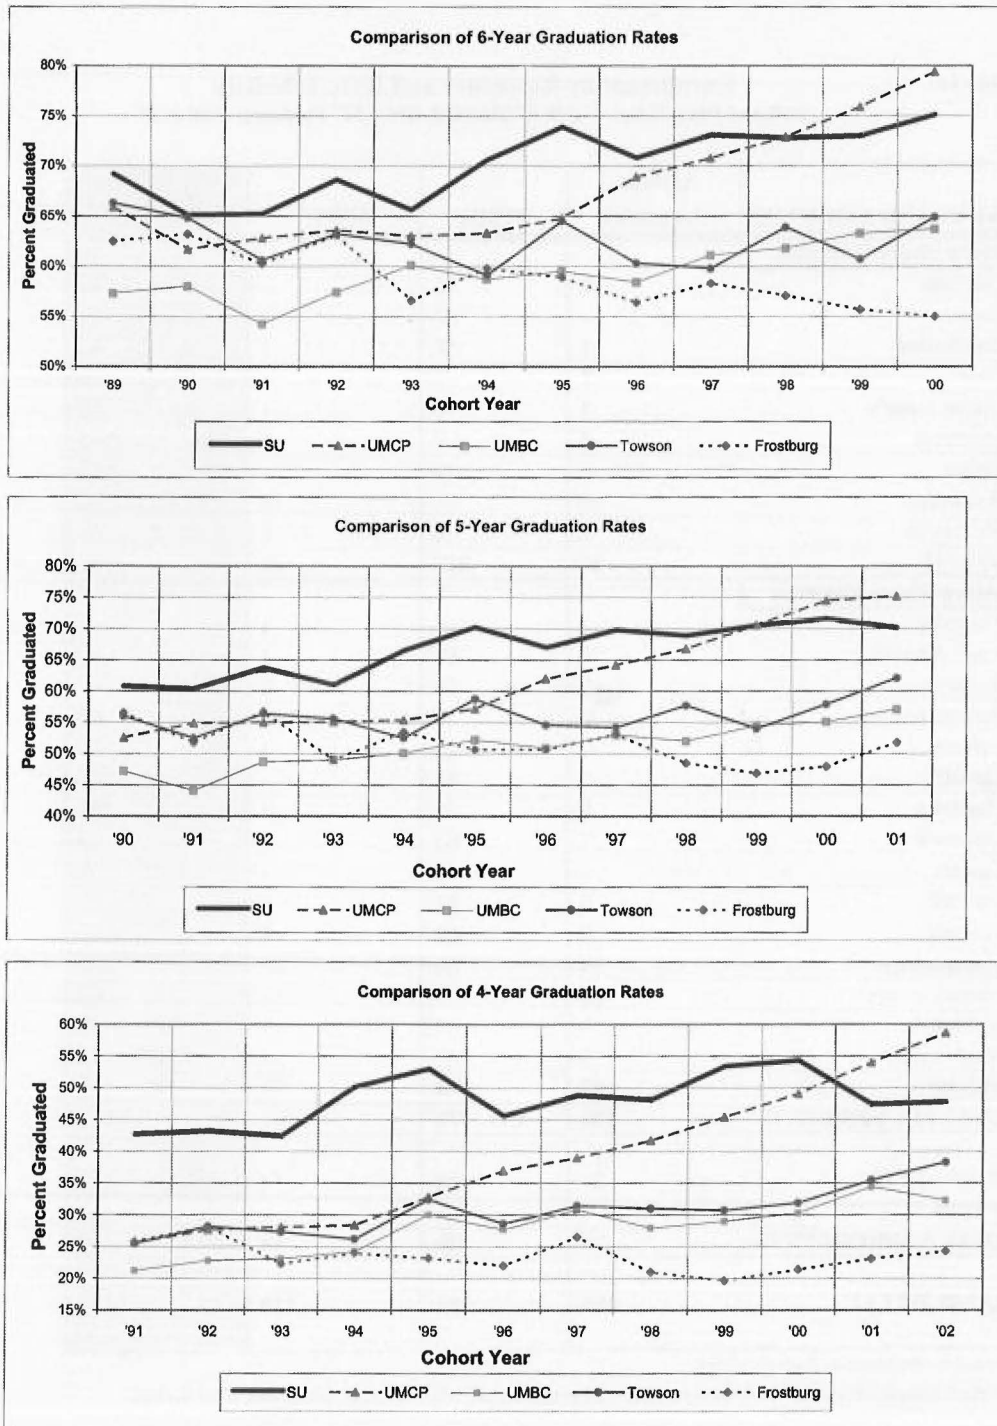 Comparison of 6-Year Graduation Rates
Percent Graduated
80%
75%
70%
65%
60%
55%
50%
'89 '90 '91 '92 '93 '94 '95 '96 '97 '98 '99 '00
Cohort Year
SU UMCP UMBC Towson Frostburg
Comparison of 5-Year Graduation Rates
Percent Graduated
80%
75%
70%
65%
60%
55%
50%
45%
40%
'90 '91 '92 '93 '94 '95 '96 '97 '98 '99 '00 '01
Cohort Year
SU UMCP UMBC Towson Frostburg
Comparison of 4-Year Graduation Rates
Percent Graduated
60%
55%
50%
45%
40%
35%
30%
25%
20%
15%
'91 '92 '93 '94 '95 '96 '97 '98 '99 '00 '01 '02
Cohort Year
SU UMCP UMBC Towson Frostburg